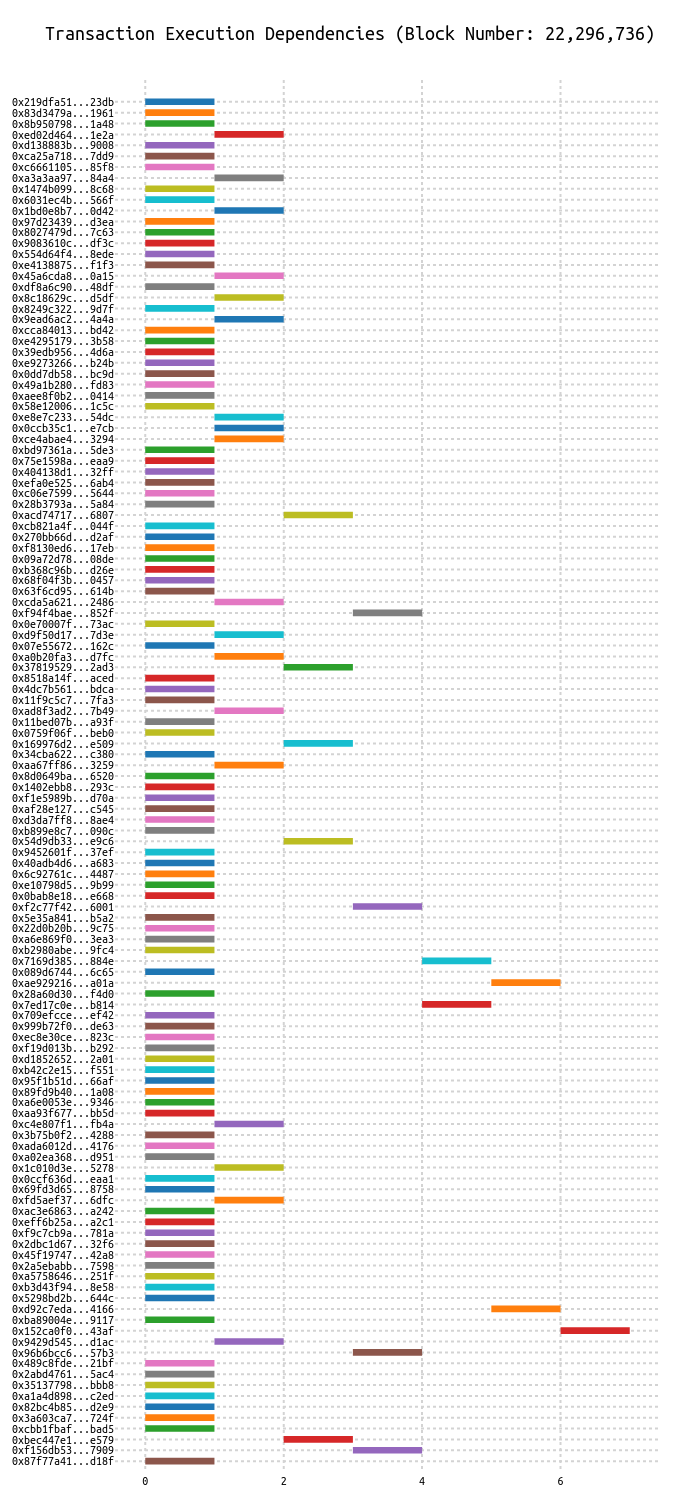 Transaction Execution Dependencies (Block Number: 22,296,736)
0x219dfa51...23db
0x83d3479a...1961
0x8b950798...1a48
0xed02d464...1e2a
0xd138883b...9008
0xca25a718...7dd9
0xc6661105...85f8
0xa3a3aa97...84a4
0x1474b099...8c68
0x6031ec4b...566f
0x1bd0e8b7...0d42
0x97d23439...d3ea
0x8027479d...7c63
0x9083610c...df3c
0x554d64f4...8ede
0xe4138875...f1f3
0x45a6cda8...0a15
0xdf8a6c90...48df
0x8c18629c...d5df
0x8249c322...9d7f
0x9ead6ac2...4a4a
0xcca84013...bd42
0xe4295179...3b58
0x39edb956...4d6a
0xe9273266...b24b
0x0dd7db58...bc9d
0x49a1b280...fd83
0xaee8f0b2...0414
0x58e12006...1c5c
0xe8e7c233...54dc
0x0ccb35c1...e7cb
0xce4abae4...3294
0xbd97361a...5de3
0x75e1598a...eaa9
0x404138d1...32ff
0xefa0e525...6ab4
0xc06e7599...5644
0x28b3793a...5a84
0xacd74717...6807
0xcb821a4f...044f
0x270bb66d...d2af
0xf8130ed6...17eb
0x09a72d78...08de
0xb368c96b...d26e
0x68f04f3b...0457
0x63f6cd95...614b
0xcda5a621...2486
0xf94f4bae...852f
0x0e70007f...73ac
0xd9f50d17...7d3e
0x07e55672...162c
0xa0b20fa3...d7fc
0x37819529...2ad3
0x8518a14f...aced
0x4dc7b561...bdca
0x11f9c5c7...7fa3
0xad8f3ad2...7b49
0x11bed07b...a93f
0x0759f06f...beb0
0x169976d2...e509
0x34cba622...c380
0xaa67ff86...3259
0x8d0649ba...6520
0x1402ebb8...293c
0xf1e5989b...d70a
0xaf28e127...c545
0xd3da7ff8...8ae4
0xb899e8c7...090c
0x54d9db33...e9c6
0x9452601f...37ef
0x40adb4d6...a683
0x6c92761c...4487
0xe10798d5...9b99
0x0bab8e18...e668
0xf2c77f42...6001
0x5e35a841...b5a2
0x22d0b20b...9c75
0xa6e869f0...3ea3
0xb2980abe...9fc4
0x7169d385...884e
0x089d6744...6c65
0xae929216...a01a
0x28a60d30...f4d0
0x7ed17c0e...b814
0x709efcce...ef42
0x999b72f0...de63
0xec8e30ce...823c
0xf19d013b...b292
0xd1852652...2a01
0xb42c2e15...f551
0x95f1b51d...66af
0x89fd9b40...1a08
0xa6e0053e...9346
0xaa93f677...bb5d
0xc4e807f1...fb4a
0x3b75b0f2...4288
0xada6012d...4176
0xa02ea368...d951
0x1c010d3e...5278
0x0ccf636d...eaa1
0x69fd3d65...8758
0xfd5aef37...6dfc
0xac3e6863...a242
0xeff6b25a...a2c1
0xf9c7cb9a...781a
0x2dbc1d67...32f6
0x45f19747...42a8
0x2a5ebabb...7598
0xa5758646...251f
0xb3d43f94...8e58
0x5298bd2b...644c
0xd92c7eda...4166
0xba89004e...9117
0x152ca0f0...43af
0x9429d545...d1ac
0x96b6bcc6...57b3
0x489c8fde...21bf
0x2abd4761...5ac4
0x35137798...bbb8
0xa1a4d898...c2ed
0x82bc4b85...d2e9
0x3a603ca7...724f
0xcbb1fbaf...bad5
0xbec447e1...e579
0xf156db53...7909
0x87f77a41...d18f
0 2 4 6